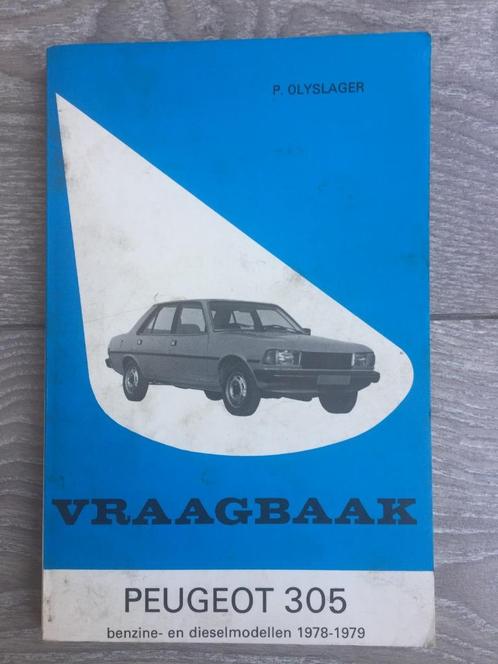 P. OLYSLAGER
VRAAGBAAK
PEUGEOT 305
benzine- en dieselmodellen 1978-1979